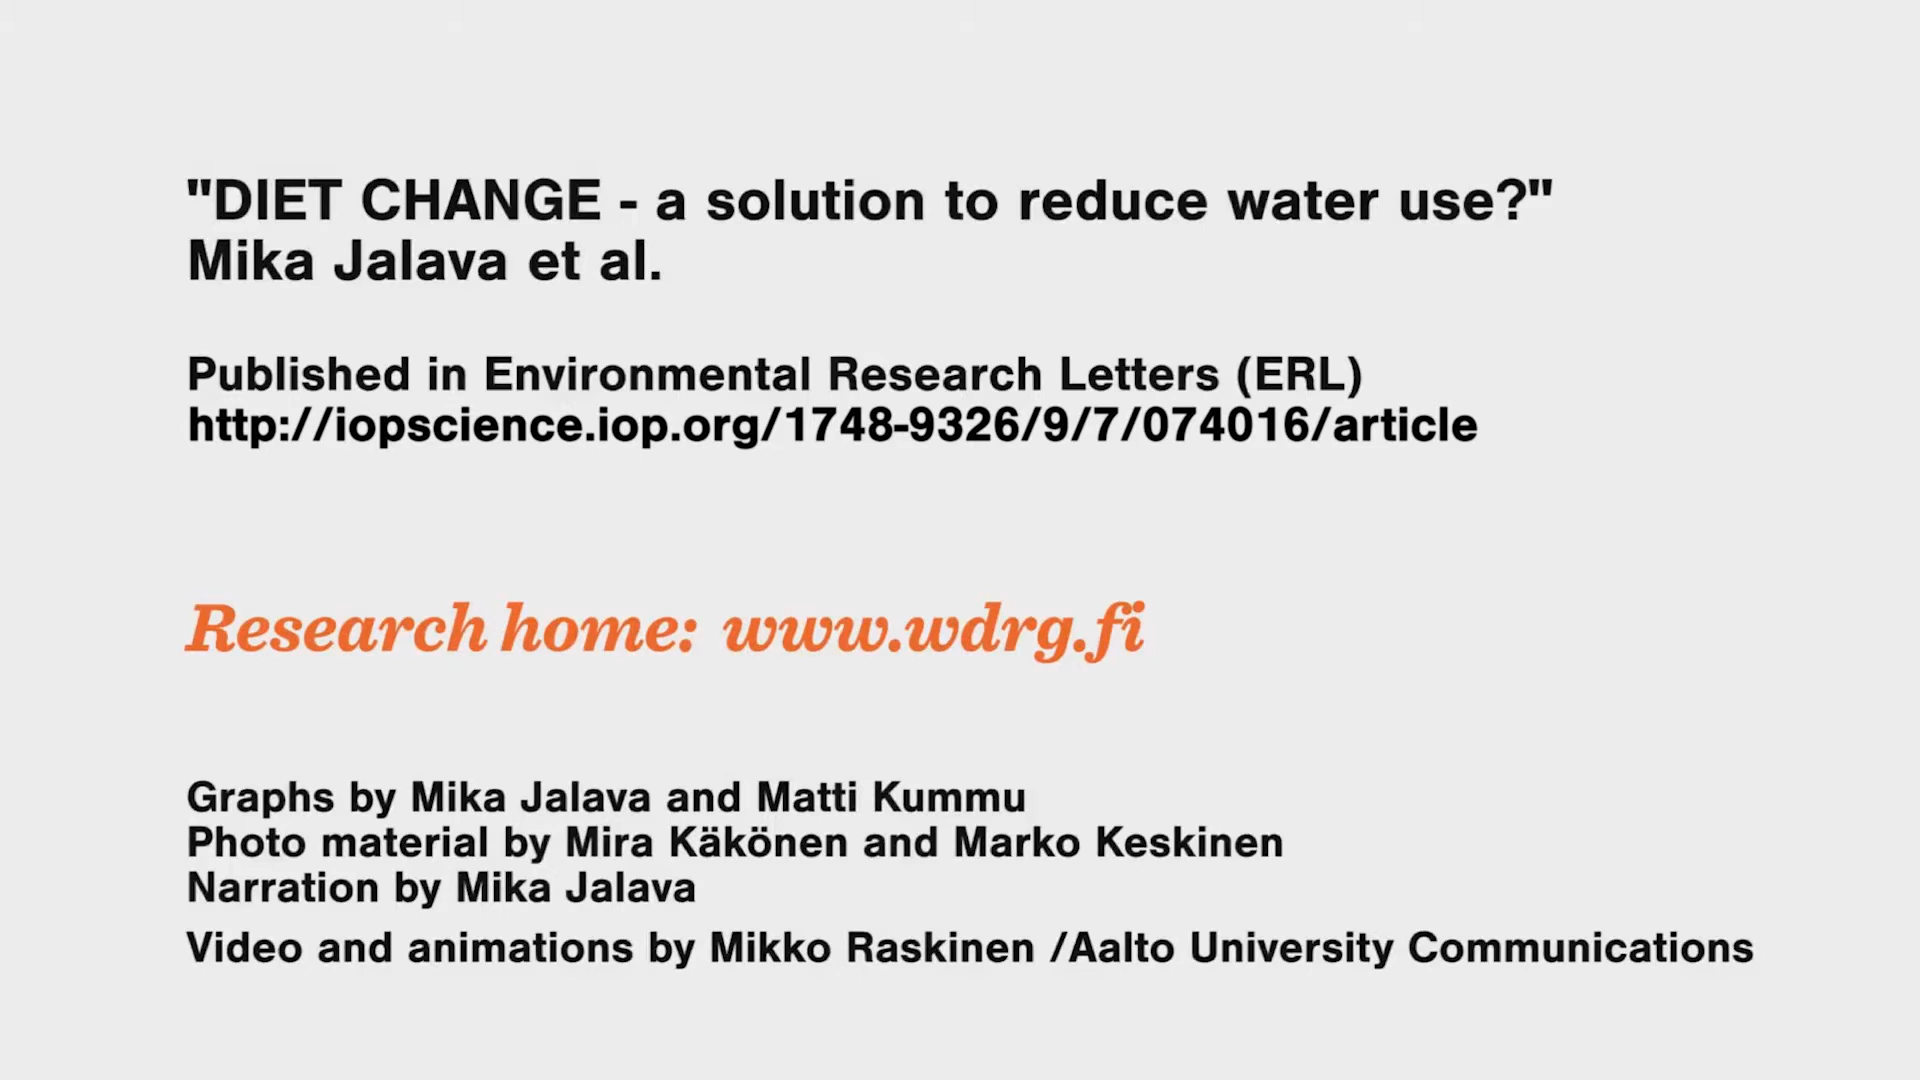 "DIET CHANGE - a solution to reduce water use?"
Mika Jalava et al.
Published in Environmental Research Letters (ERL)
http://iopscience.iop.org/1748-9326/9/7/074016/article
Research home: www.wdrg.fi
Graphs by Mika Jalava and Matti Kummu
Photo material by Mira Käkönen and Marko Keskinen
Narration by Mika Jalava
Video and animations by Mikko Raskinen /Aalto University Communications